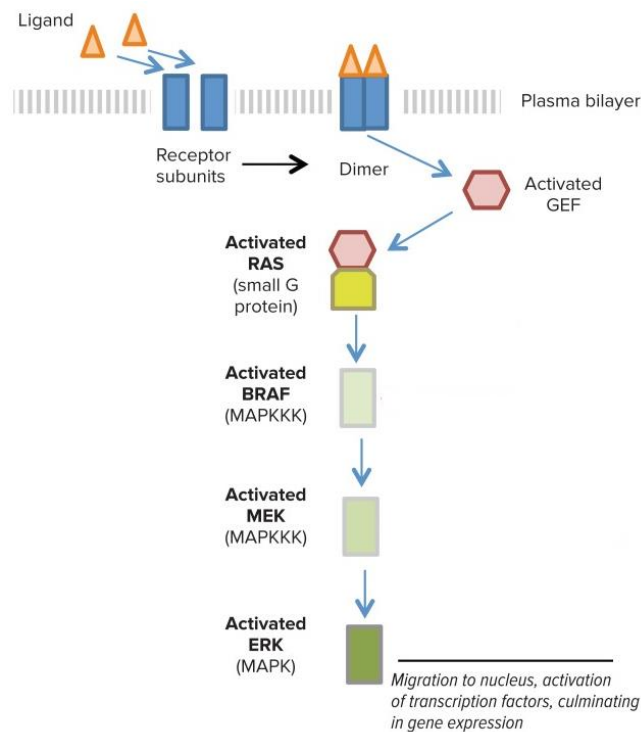 Ligand
Plasma bilayer
Receptor
subunits
Dimer
Activated
GEF
Activated
RAS
(small G
protein)
Activated
BRAF
(MAPKKK)
Activated
MEK
(MAPKKK)
Activated
ERK
(MAPK)
Migration to nucleus, activation
of transcription factors, culminating
in gene expression